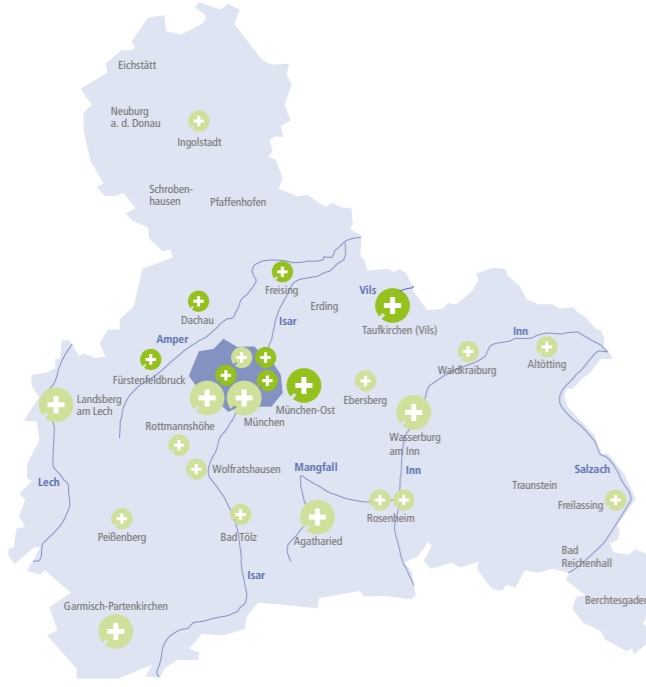 Eichstätt
Neuburg
a. d. Donau
Ingolstadt
Schroben-
hausen
Pfaffenhofen
Freising
Vils
Erding
Isar
Dachau
Taufkirchen (Vils)
Amper
Inn
Waldkraiburg
Altötting
Fürstenfeldbruck
Landsberg
am Lech
München-Ost
Ebersberg
München
Rottmannshöhe
Wasserburg
am Inn
Wolfratshausen
Mangfall
Inn
Salzach
Lech
Traunstein
Freilassing
Peißenberg
Bad Tölz
Agatharied
Rosenheim
Bad
Reichenhall
Isar
Berchtesgaden
Garmisch-Partenkirchen